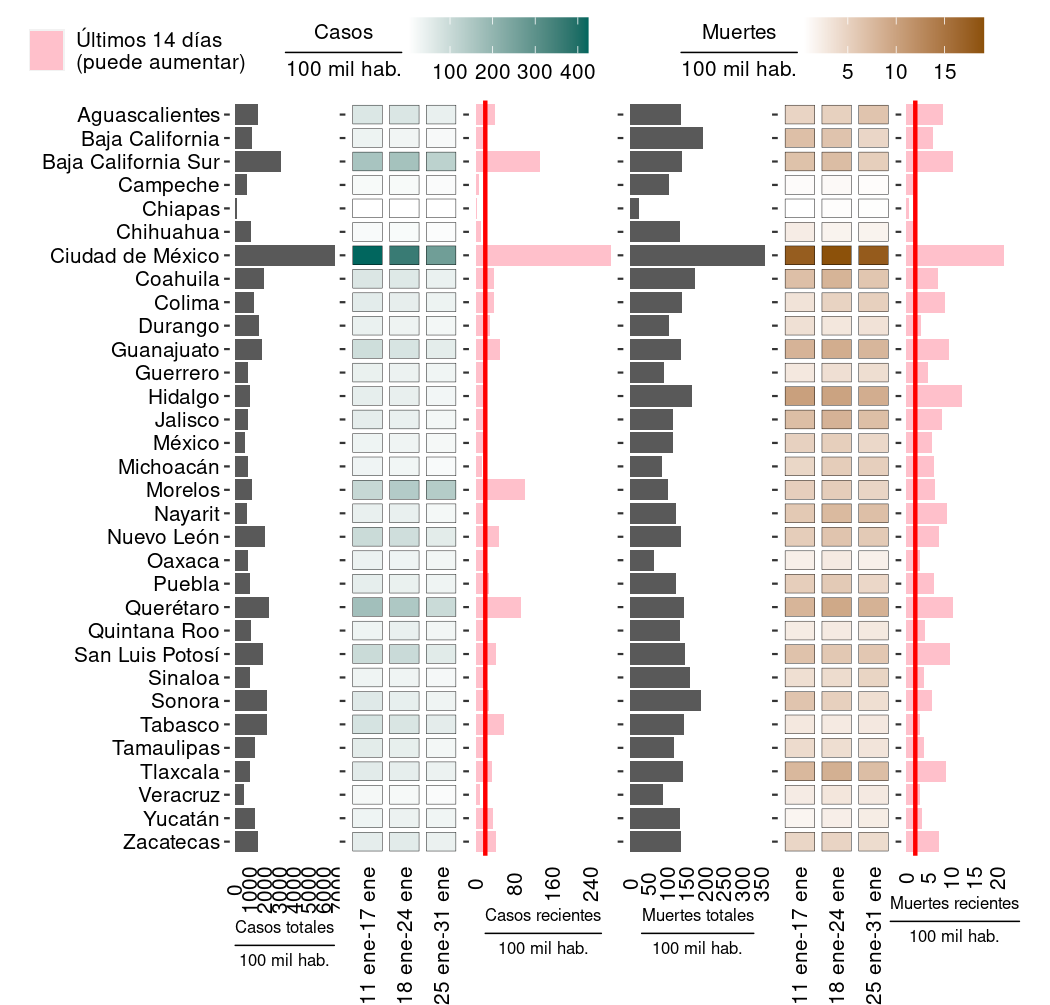 Últimos 14 días
(puede aumentar)
Casos
100 mil hab.
100 200 300 400
Muertes
100 mil hab.
5 10 15
Aguascalientes
Baja California
Baja California Sur
Campeche
Chiapas
Chihuahua
Ciudad de México
Coahuila
Colima
Durango
Guanajuato
Guerrero
Hidalgo
Jalisco
México
Michoacán
Morelos
Nayarit
Nuevo León
Oaxaca
Puebla
Querétaro
Quintana Roo
San Luis Potosí
Sinaloa
Sonora
Tabasco
Tamaulipas
Tlaxcala
Veracruz
Yucatán
Zacatecas
0 1000 2000 3000 4000 5000 6000 7000
Casos totales
100 mil hab.
11 ene-17 ene
18 ene-24 ene
25 ene-31 ene
0 80 160 240
Casos recientes
100 mil hab.
0 50 100 150 200 250 300 350
Muertes totales
100 mil hab.
11 ene-17 ene
18 ene-24 ene
25 ene-31 ene
0 5 10 15 20
Muertes recientes
100 mil hab.